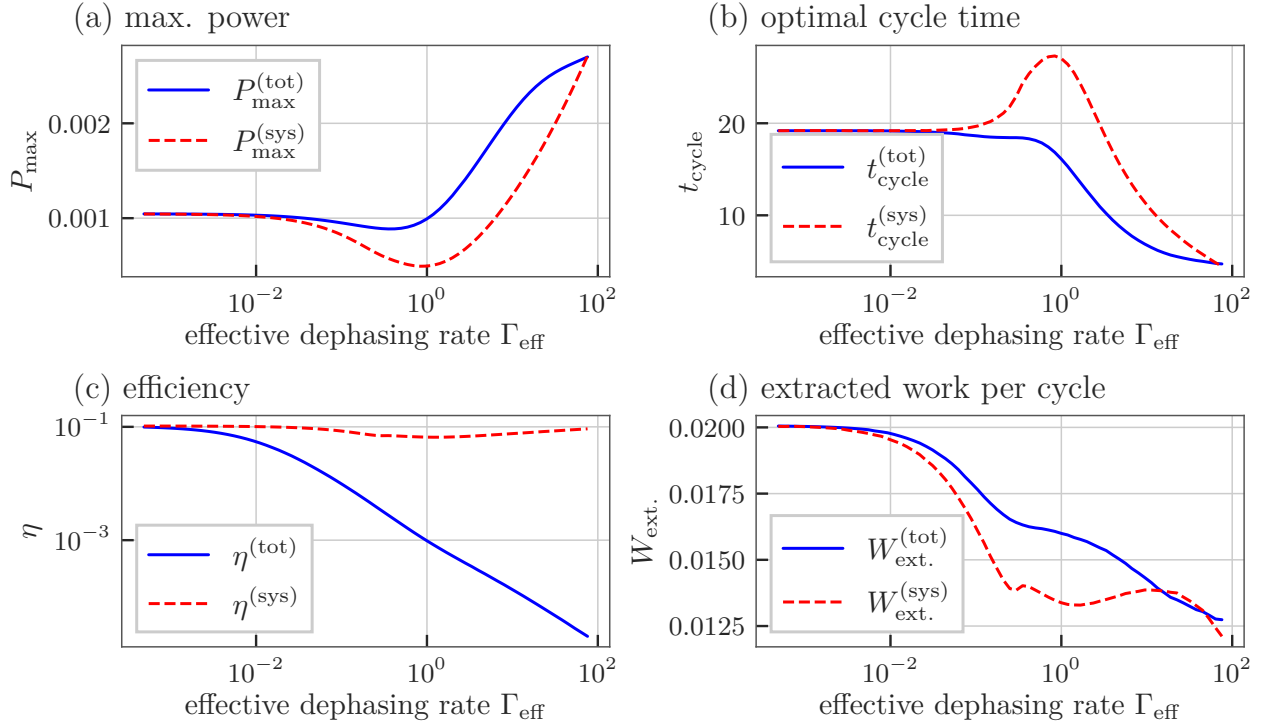 (a) max. power
P_max
0.002
0.001
P_max^(tot)
P_max^(sys)
10^−2
10^0
10^2
effective dephasing rate Γ_eff
(b) optimal cycle time
t_cycle
20
10
t_cycle^(tot)
t_cycle^(sys)
10^−2
10^0
10^2
effective dephasing rate Γ_eff
(c) efficiency
η
10^−1
10^−3
η^(tot)
η^(sys)
10^−2
10^0
10^2
effective dephasing rate Γ_eff
(d) extracted work per cycle
W_ext.
0.0200
0.0175
0.0150
0.0125
W_ext.^(tot)
W_ext.^(sys)
10^−2
10^0
10^2
effective dephasing rate Γ_eff